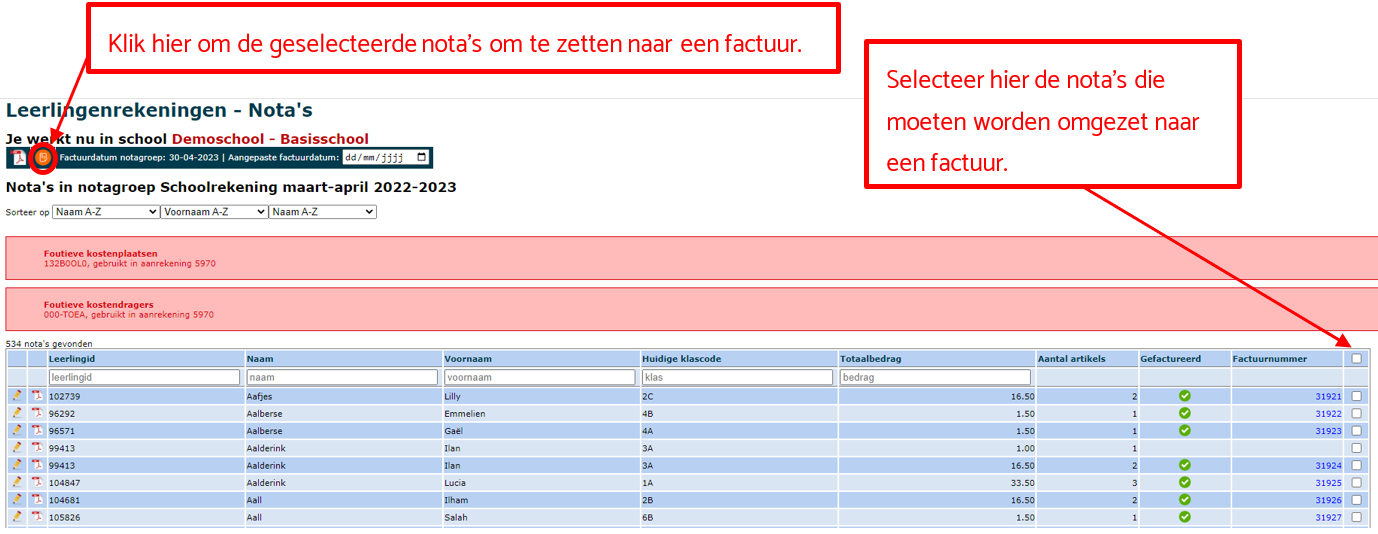 Klik hier om de geselecteerde nota's om te zetten naar een factuur.
Selecteer hier de nota's die
moeten worden omgezet naar
een factuur.
Leerlingenrekeningen - Nota's
Je werkt nu in school Demoschool - Basisschool
Factuurdatum notagroep: 30-04-2023 | Aangepaste factuurdatum: dd/mm/jjjj
Nota's in notagroep Schoolrekening maart-april 2022-2023
Sorteer op Naam A-Z Voornaam A-Z Naam A-Z
Foutieve kostenplaatsen
132B0OL0, gebruikt in aanrekening 5970
Foutieve kostendragers
000-TOEA, gebruikt in aanrekening 5970
534 nota's gevonden
Leerlingid Naam Voornaam Huidige klascode Totaalbedrag Aantal artikels Gefactureerd Factuurnummer
leerlingid naam voornaam klas bedrag
102739 Aafjes Lilly 2C 16.50 2 31921
96292 Aalberse Emmelien 4B 1.50 1 31922
96571 Aalberse Gaël 4A 1.50 1 31923
99413 Aalderink Ilan 3A 1.00 1
99413 Aalderink Ilan 3A 16.50 2 31924
104847 Aalderink Lucia 1A 33.50 3 31925
104681 Aall Ilham 2B 16.50 2 31926
105826 Aall Salah 6B 1.50 1 31927